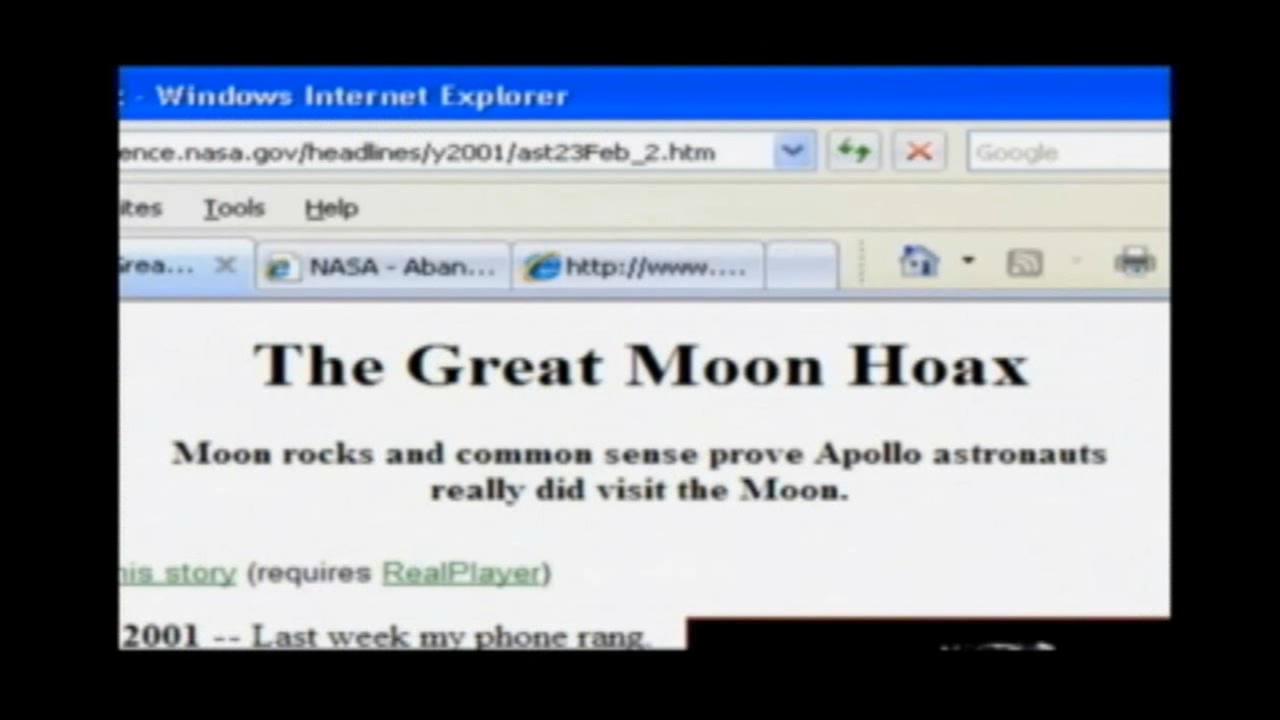 - Windows Internet Explorer
ence.nasa.gov/headlines/y2001/ast23Feb_2.htm
Google
ites Tools Help
Grea... NASA - Aban... http://www....
The Great Moon Hoax
Moon rocks and common sense prove Apollo astronauts
really did visit the Moon.
his story (requires RealPlayer)
2001 -- Last week my phone rang.